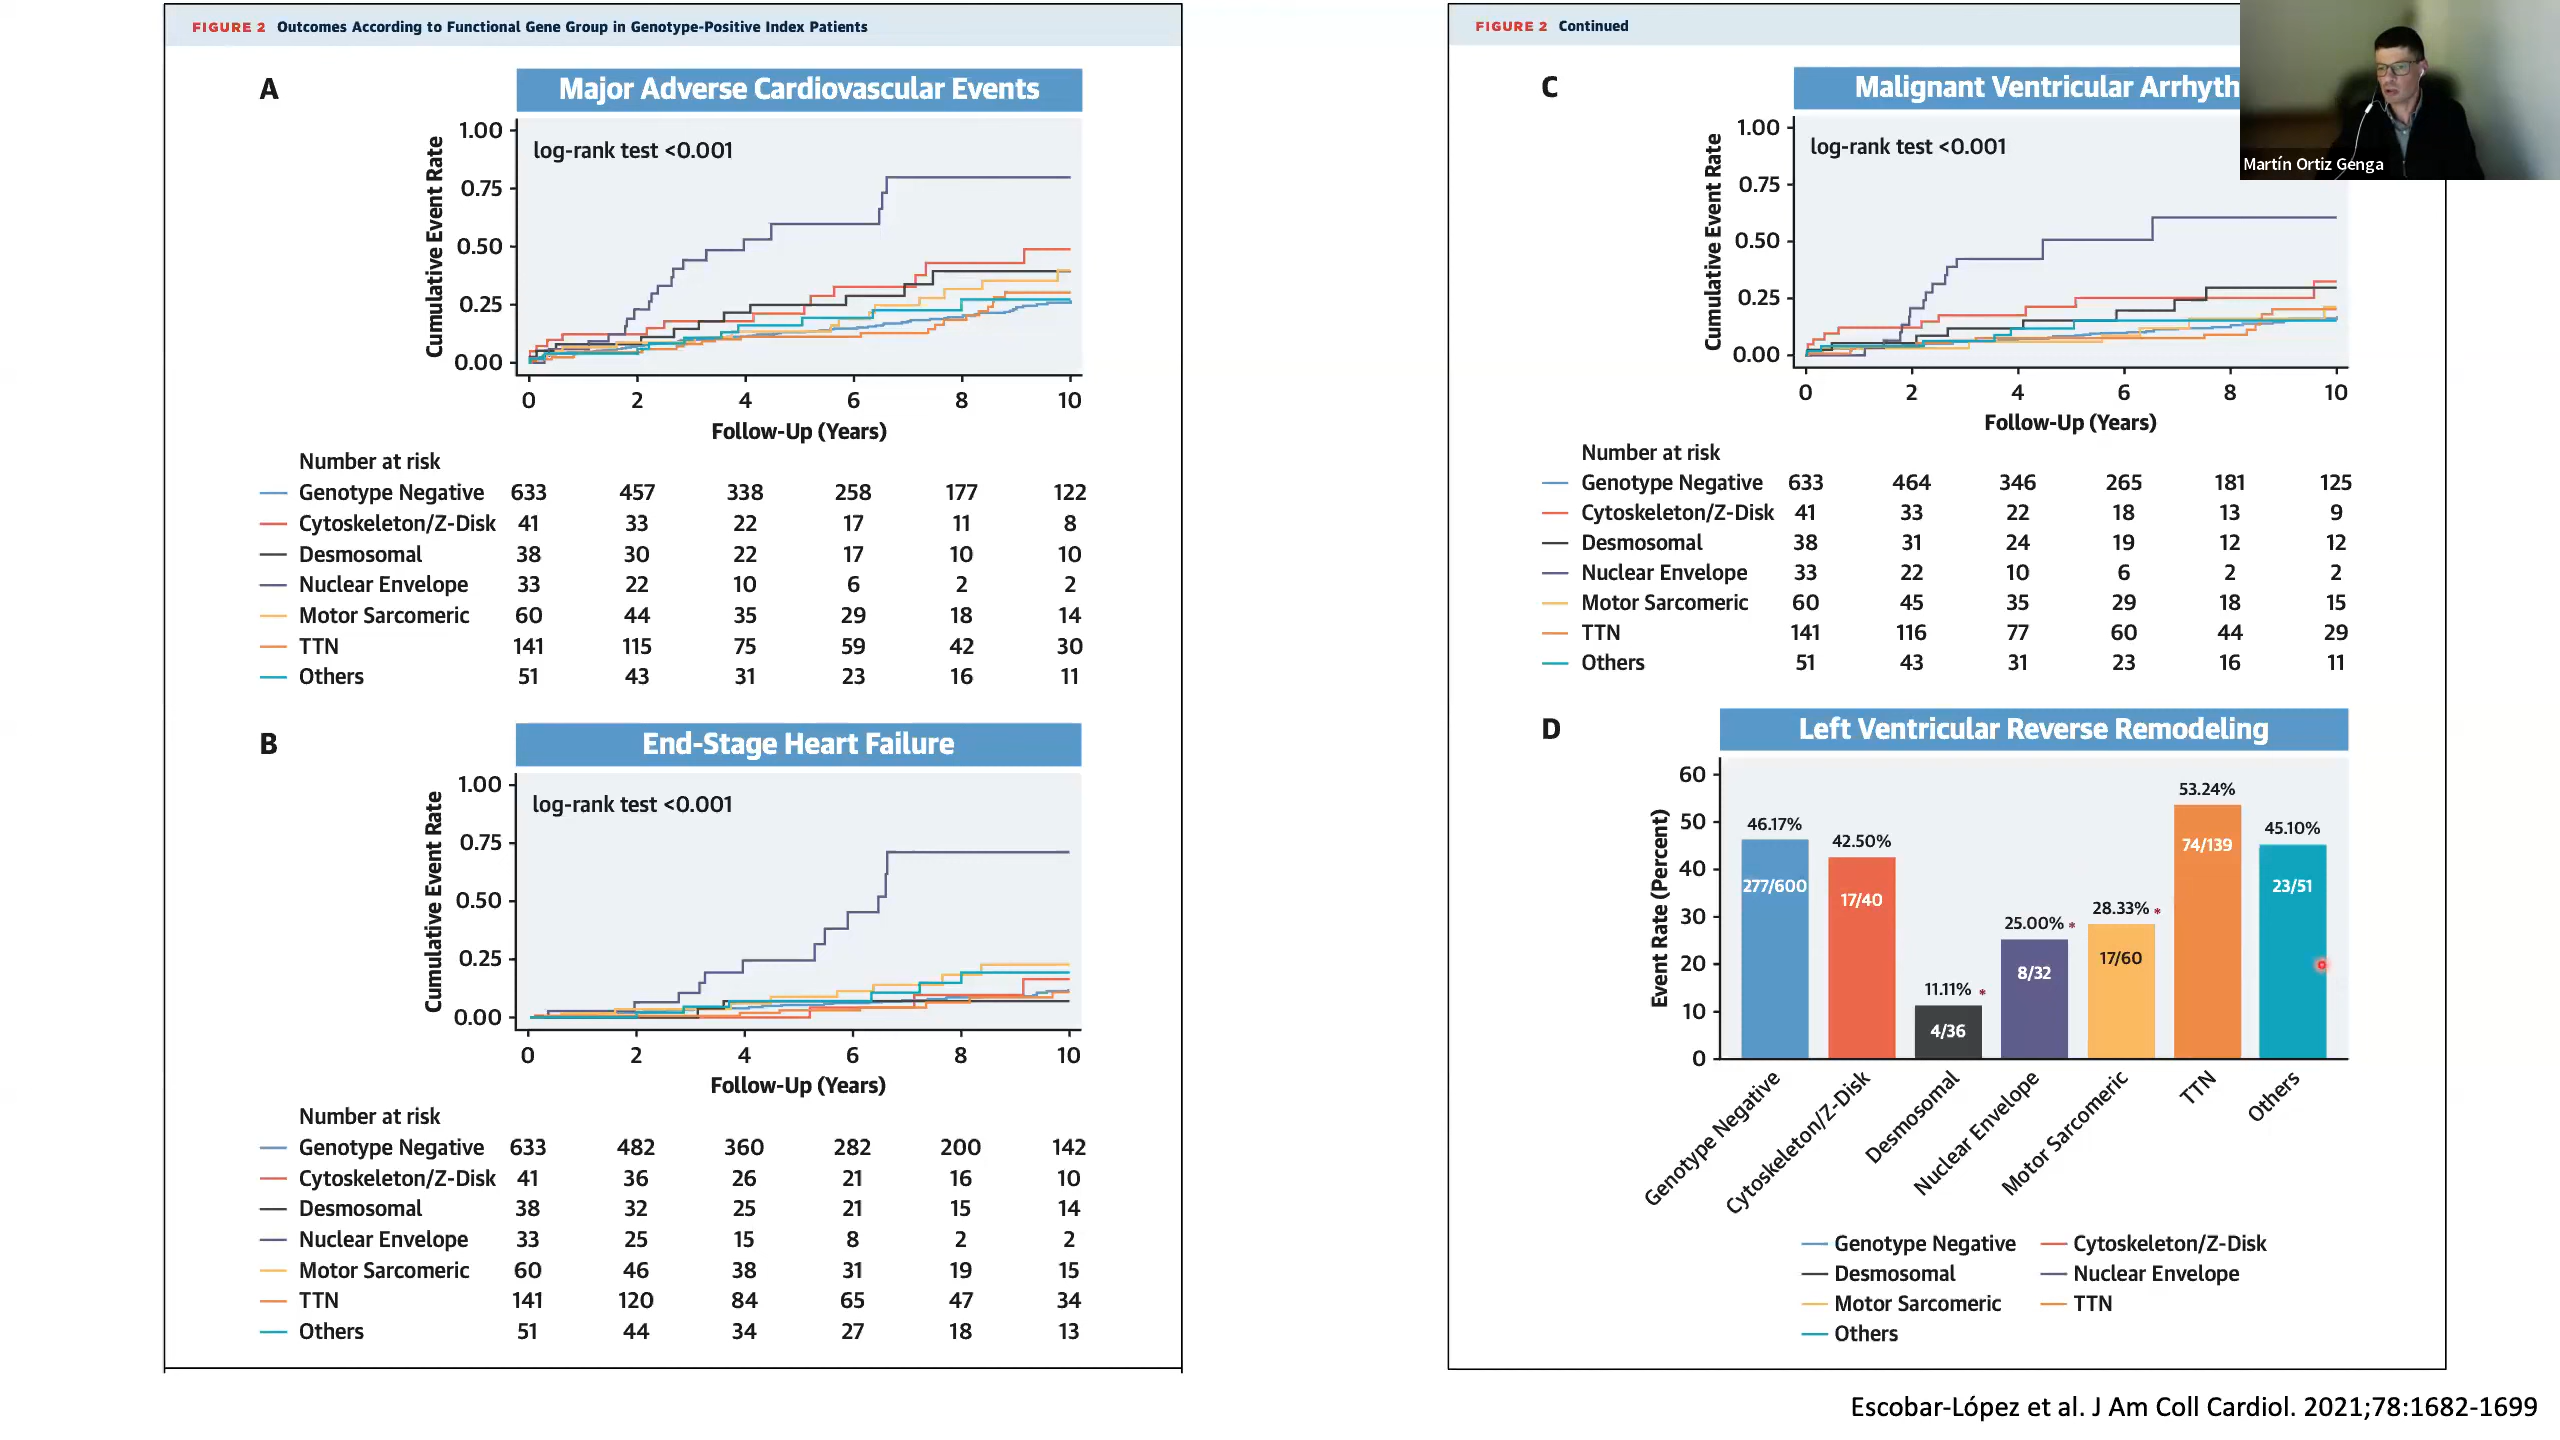 FIGURE 2 Outcomes According to Functional Gene Group in Genotype-Positive Index Patients
A
Major Adverse Cardiovascular Events
Cumulative Event Rate
1.00
0.75
0.50
0.25
0.00
log-rank test <0.001
0 2 4 6 8 10
Follow-Up (Years)
Number at risk
Genotype Negative 633 457 338 258 177 122
Cytoskeleton/Z-Disk 41 33 22 17 11 8
Desmosomal 38 30 22 17 10 10
Nuclear Envelope 33 22 10 6 2 2
Motor Sarcomeric 60 44 35 29 18 14
TTN 141 115 75 59 42 30
Others 51 43 31 23 16 11
B
End-Stage Heart Failure
Cumulative Event Rate
1.00
0.75
0.50
0.25
0.00
log-rank test <0.001
0 2 4 6 8 10
Follow-Up (Years)
Number at risk
Genotype Negative 633 482 360 282 200 142
Cytoskeleton/Z-Disk 41 36 26 21 16 10
Desmosomal 38 32 25 21 15 14
Nuclear Envelope 33 25 15 8 2 2
Motor Sarcomeric 60 46 38 31 19 15
TTN 141 120 84 65 47 34
Others 51 44 34 27 18 13
FIGURE 2 Continued
C
Malignant Ventricular Arrhyth
Martín Ortiz Genga
Cumulative Event Rate
1.00
0.75
0.50
0.25
0.00
log-rank test <0.001
0 2 4 6 8 10
Follow-Up (Years)
Number at risk
Genotype Negative 633 464 346 265 181 125
Cytoskeleton/Z-Disk 41 33 22 18 13 9
Desmosomal 38 31 24 19 12 12
Nuclear Envelope 33 22 10 6 2 2
Motor Sarcomeric 60 45 35 29 18 15
TTN 141 116 77 60 44 29
Others 51 43 31 23 16 11
D
Left Ventricular Reverse Remodeling
Event Rate (Percent)
60
50
40
30
20
10
0
46.17%
277/600
42.50%
17/40
11.11% *
4/36
25.00% *
8/32
28.33% *
17/60
53.24%
74/139
45.10%
23/51
Genotype Negative
Cytoskeleton/Z-Disk
Desmosomal
Nuclear Envelope
Motor Sarcomeric
TTN
Others
Genotype Negative Cytoskeleton/Z-Disk
Desmosomal Nuclear Envelope
Motor Sarcomeric TTN
Others
Escobar-López et al. J Am Coll Cardiol. 2021;78:1682-1699